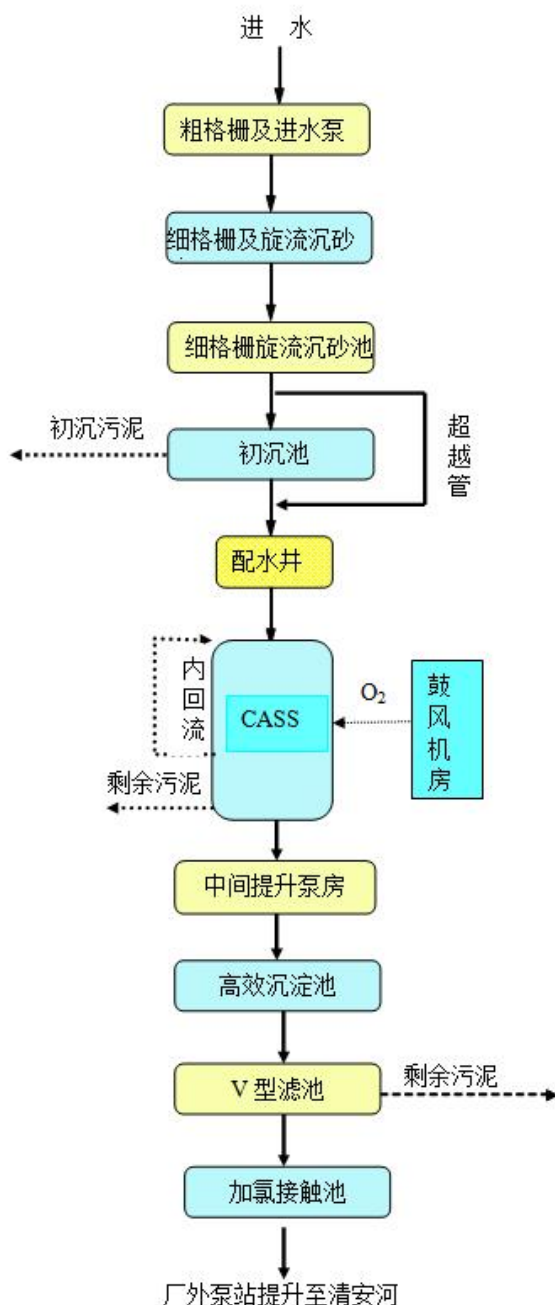 进 水
粗格栅及进水泵
细格栅及旋流沉砂
细格栅旋流沉砂池
初沉污泥
初沉池
超越管
配水井
内回流
CASS
O₂
鼓风机房
剩余污泥
中间提升泵房
高效沉淀池
V 型滤池
剩余污泥
加氯接触池
厂外泵站提升至清安河